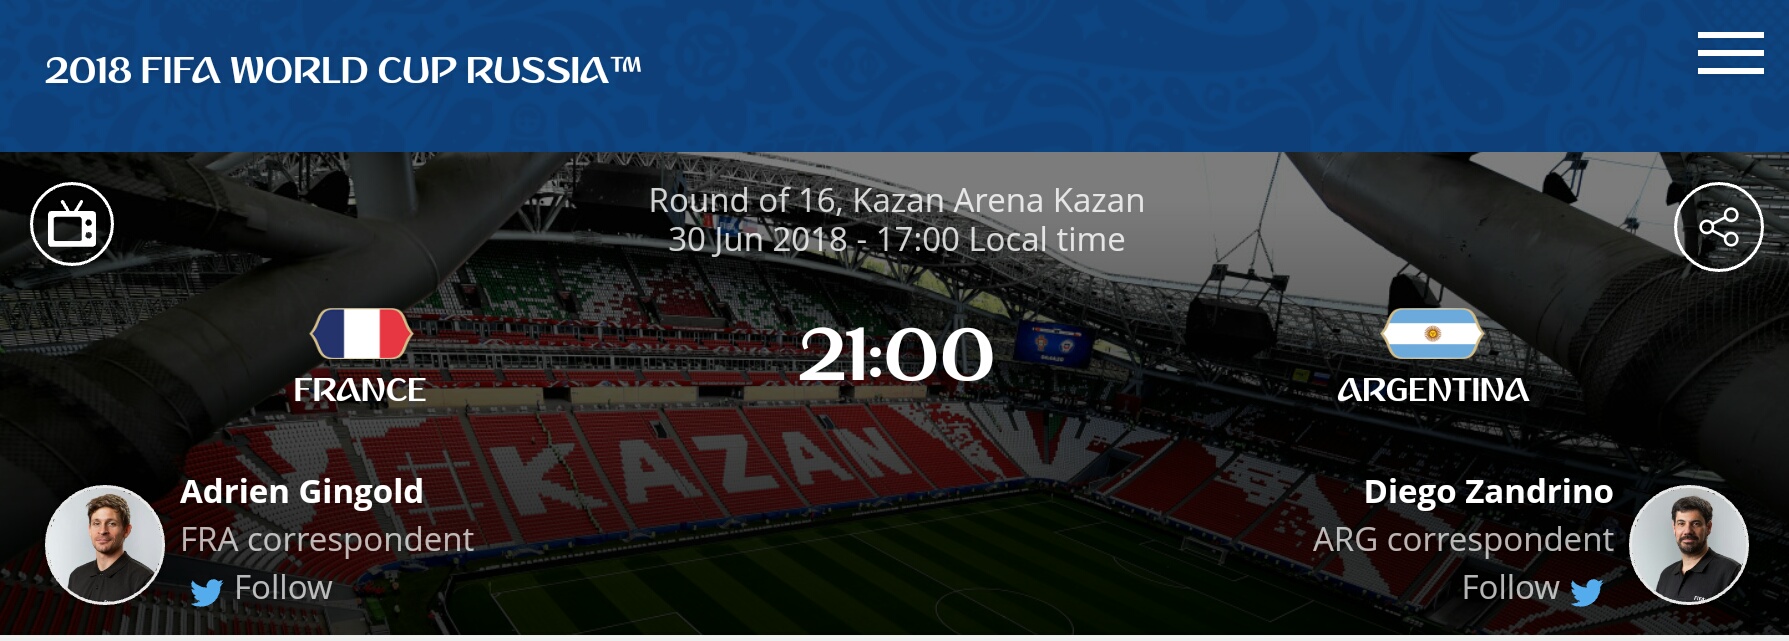 2018 FIFA WORLD CUP RUSSIA™
Round of 16, Kazan Arena Kazan
30 Jun 2018 - 17:00 Local time
21:00
FRANCE
ARGENTINA
KAZAN
Adrien Gingold
FRA correspondent
Follow
Diego Zandrino
ARG correspondent
Follow